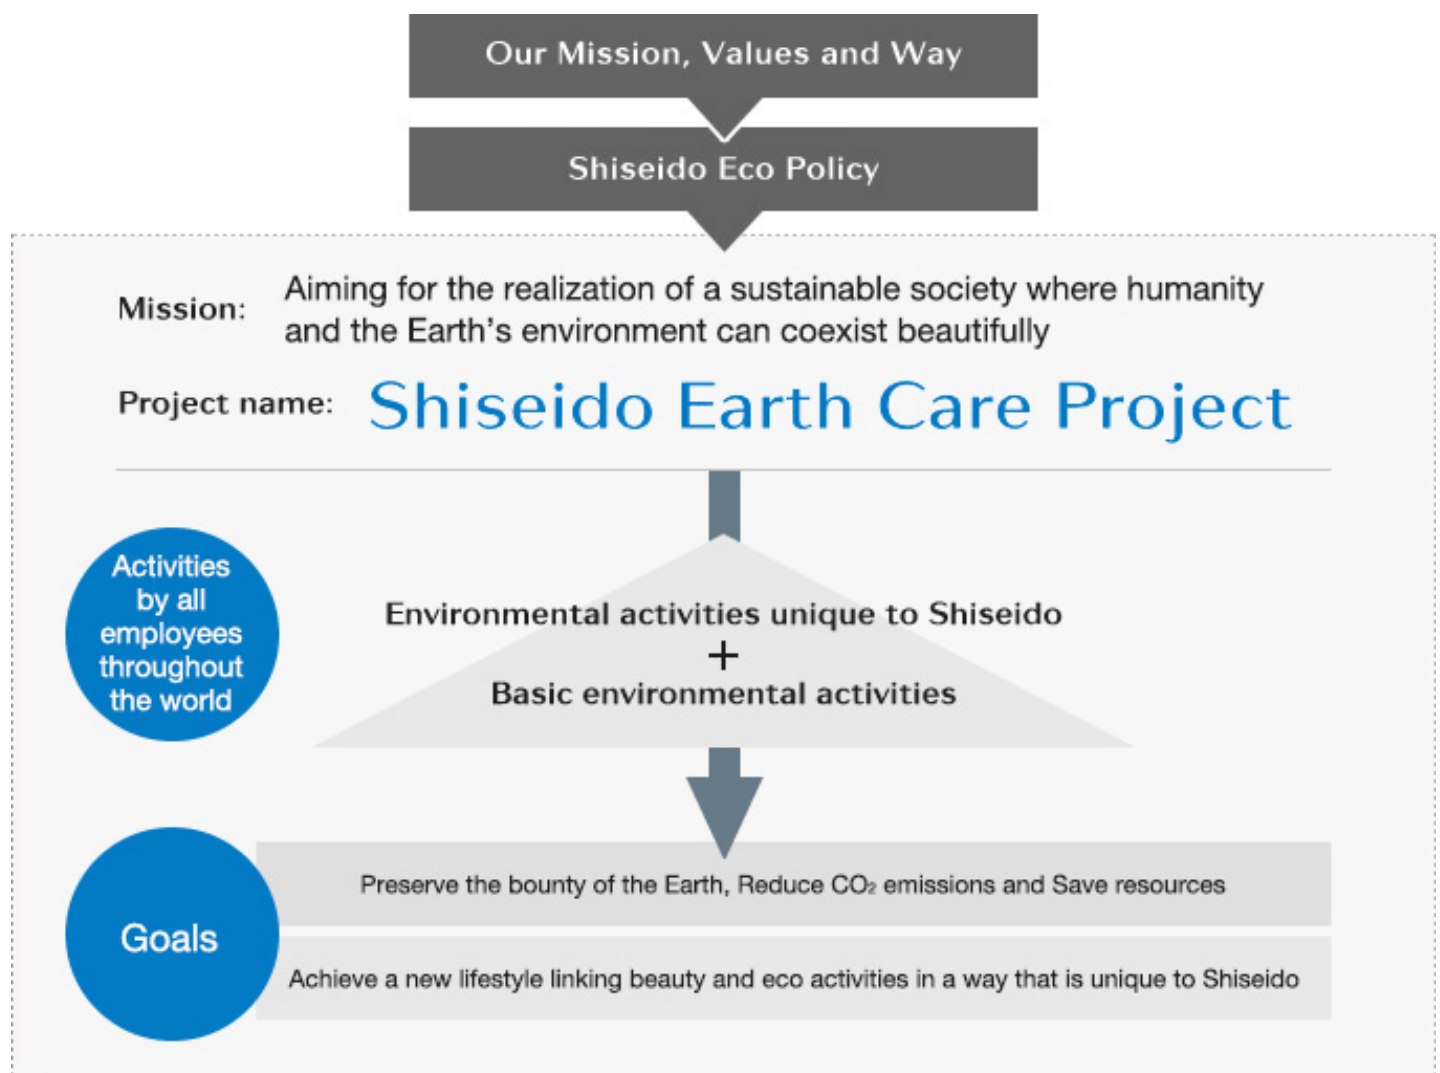 Our Mission, Values and Way
Shiseido Eco Policy
Mission:
Aiming for the realization of a sustainable society where humanity
and the Earth's environment can coexist beautifully
Project name:
Shiseido Earth Care Project
Activities
by all
employees
throughout
the world
Environmental activities unique to Shiseido
+
Basic environmental activities
Goals
Preserve the bounty of the Earth, Reduce CO₂ emissions and Save resources
Achieve a new lifestyle linking beauty and eco activities in a way that is unique to Shiseido